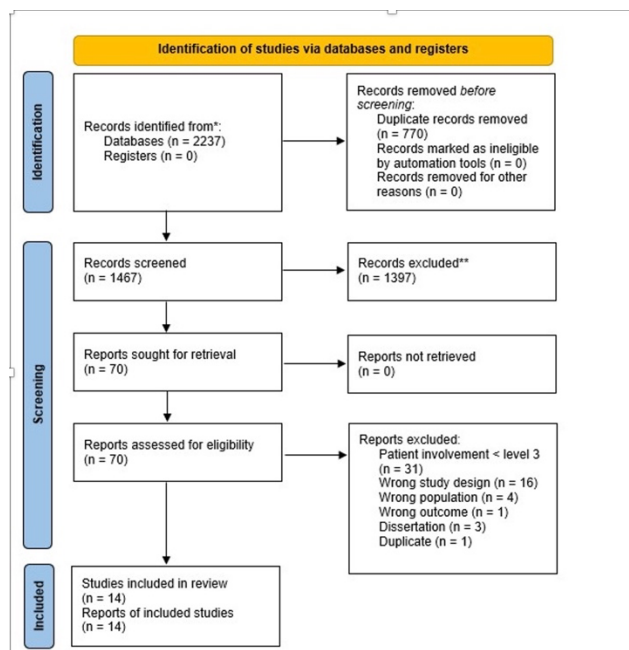 Identification of studies via databases and registers
Identification
Records identified from*:
Databases (n = 2237)
Registers (n = 0)
Records removed before
screening:
Duplicate records removed
(n = 770)
Records marked as ineligible
by automation tools (n = 0)
Records removed for other
reasons (n = 0)
Screening
Records screened
(n = 1467)
Records excluded**
(n = 1397)
Reports sought for retrieval
(n = 70)
Reports not retrieved
(n = 0)
Reports assessed for eligibility
(n = 70)
Reports excluded:
Patient involvement < level 3
(n = 31)
Wrong study design (n = 16)
Wrong population (n = 4)
Wrong outcome (n = 1)
Dissertation (n = 3)
Duplicate (n = 1)
Included
Studies included in review
(n = 14)
Reports of included studies
(n = 14)